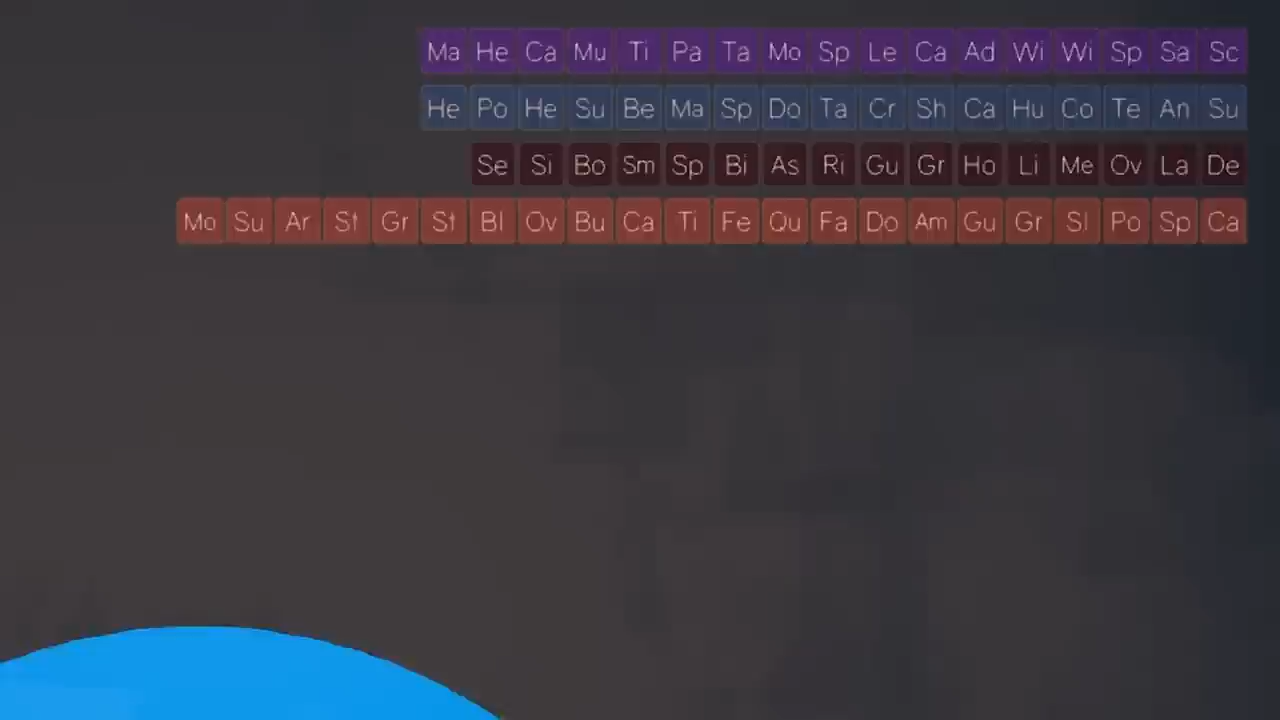 Ma He Ca Mu Ti Pa Ta Mo Sp Le Ca Ad Wi Wi Sp Sa Sc
He Po He Su Be Ma Sp Do Ta Cr Sh Ca Hu Co Te An Su
Se Si Bo Sm Sp Bi As Ri Gu Gr Ho Li Me Ov La De
Mo Su Ar St Gr St Bl Ov Bu Ca Ti Fe Qu Fa Do Am Gu Gr Sl Po Sp Ca